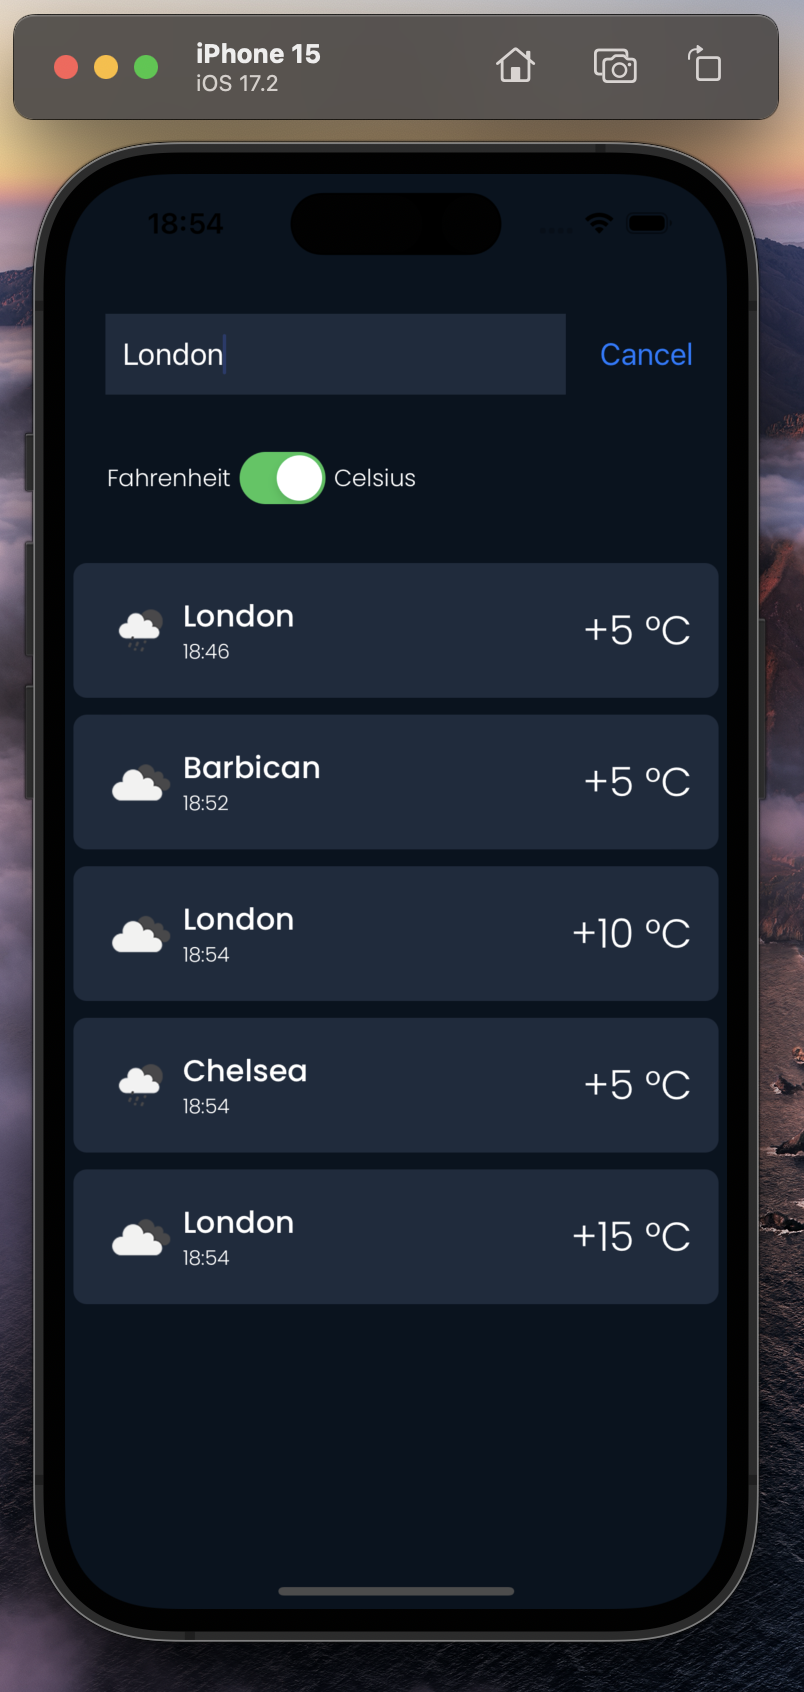 iPhone 15
iOS 17.2
18:54
London
Cancel
Fahrenheit
Celsius
London
18:46
+5 °C
Barbican
18:52
+5 °C
London
18:54
+10 °C
Chelsea
18:54
+5 °C
London
18:54
+15 °C